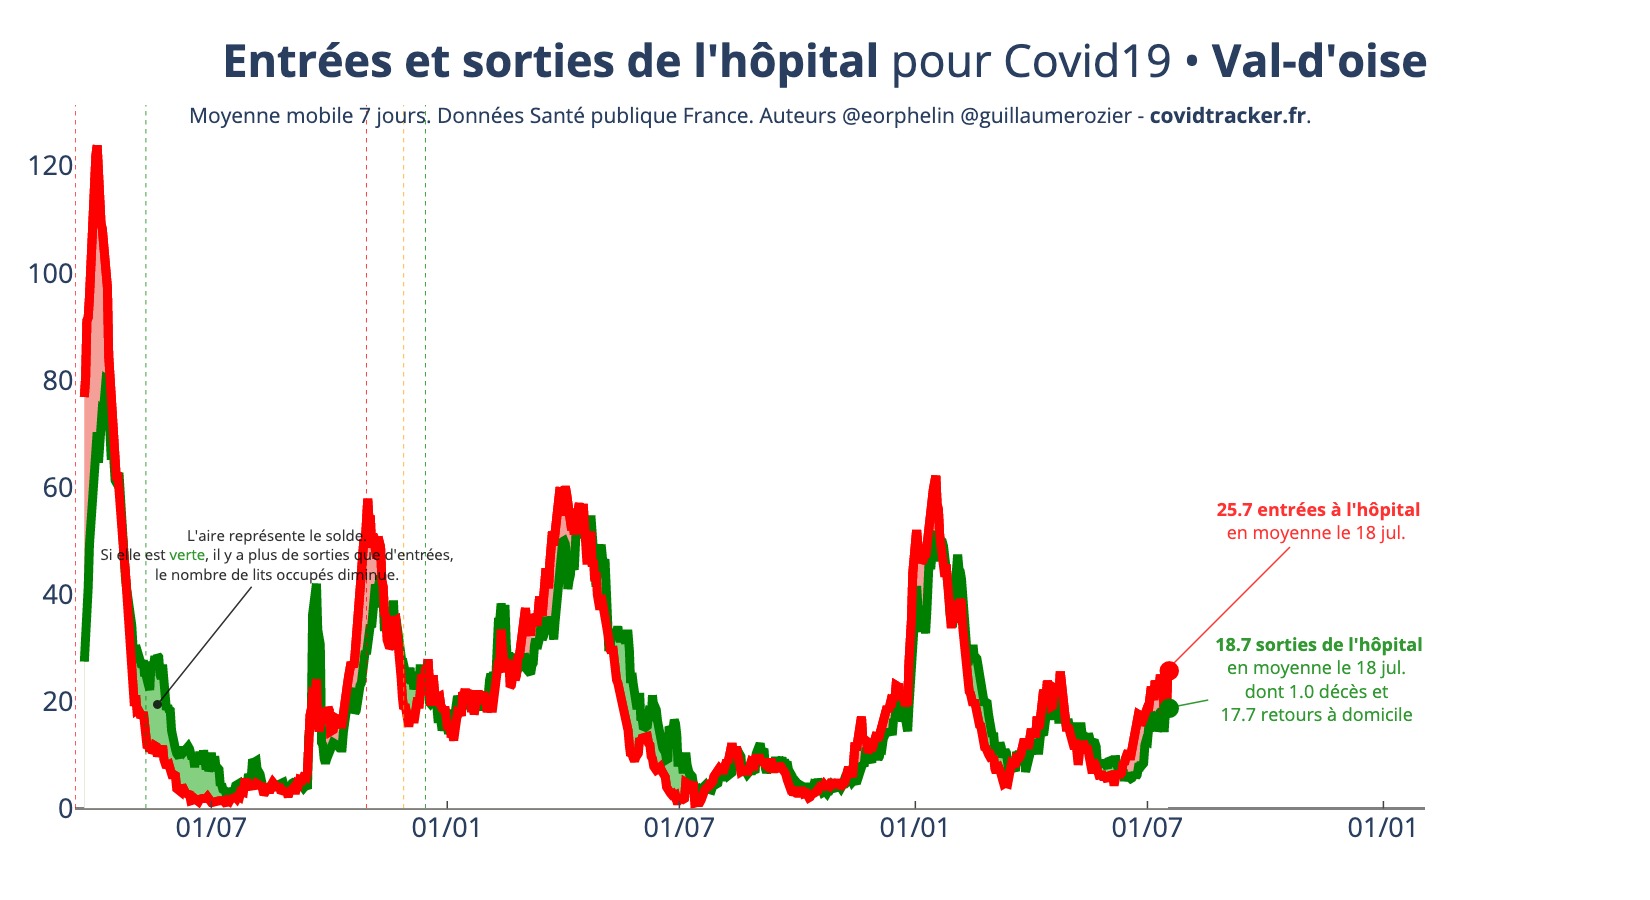 Entrées et sorties de l'hôpital pour Covid19 • Val-d'oise
Moyenne mobile 7 jours. Données Santé publique France. Auteurs @eorphelin @guillaumerozier - covidtracker.fr.
120
100
80
60
40
20
0
L'aire représente le solde.
Si elle est verte, il y a plus de sorties que d'entrées,
le nombre de lits occupés diminue.
25.7 entrées à l'hôpital
en moyenne le 18 jul.
18.7 sorties de l'hôpital
en moyenne le 18 jul.
dont 1.0 décès et
17.7 retours à domicile
01/07 01/01 01/07 01/01 01/07 01/01